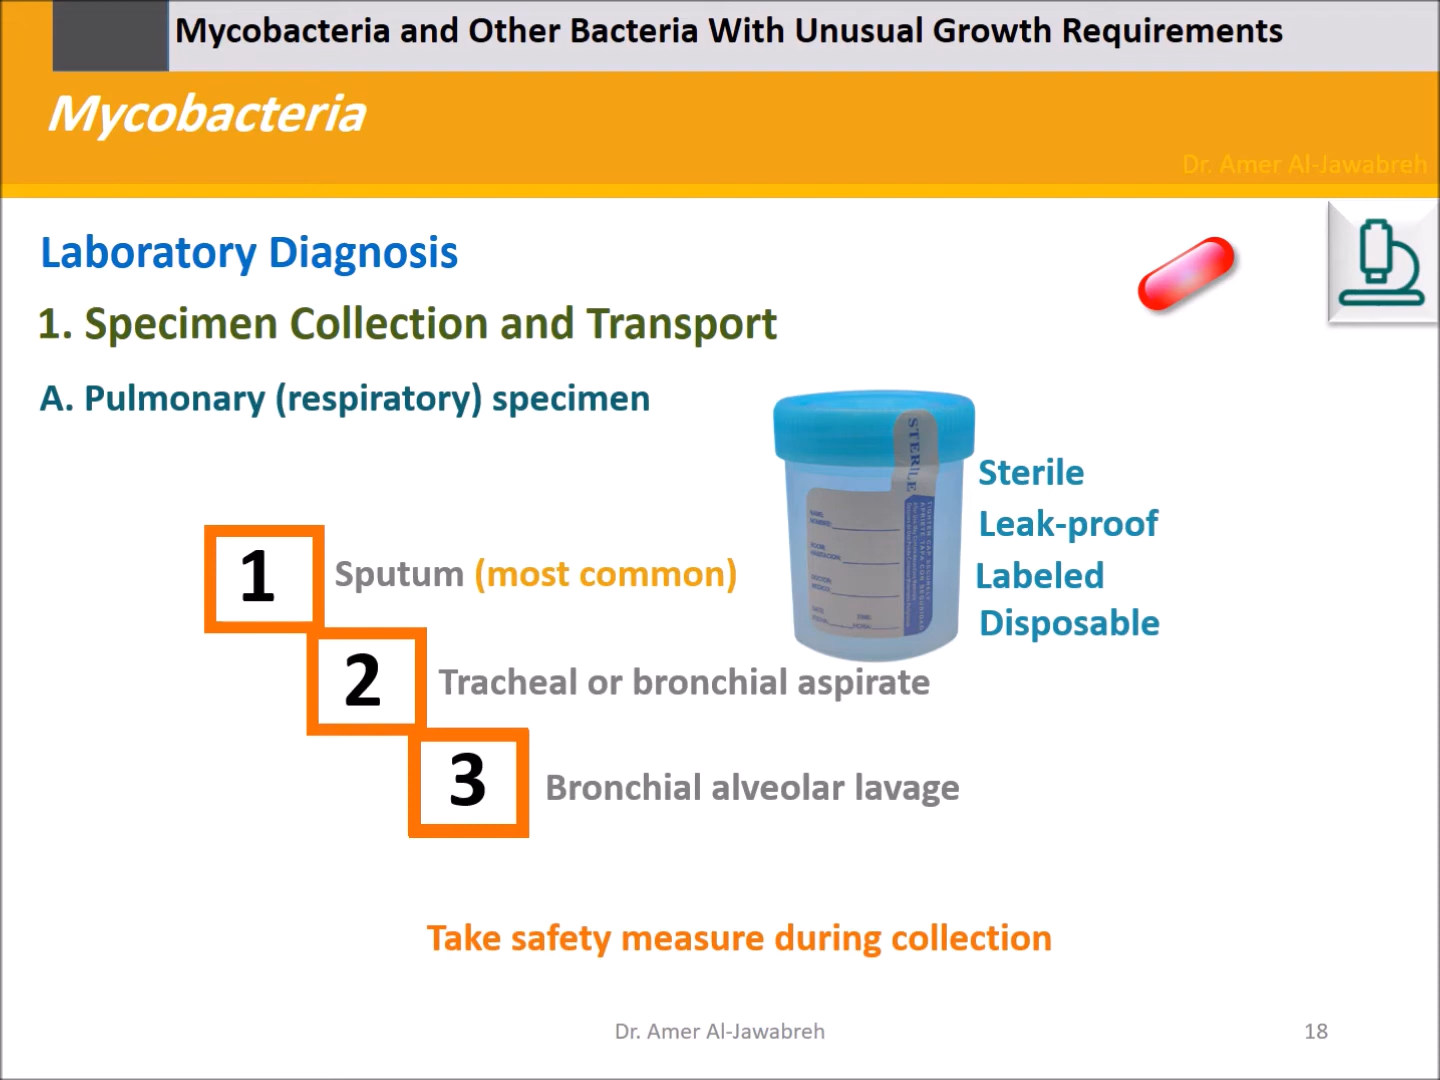 Mycobacteria and Other Bacteria With Unusual Growth Requirements
Mycobacteria
Dr. Amer Al-Jawabreh
Laboratory Diagnosis
1. Specimen Collection and Transport
A. Pulmonary (respiratory) specimen
STERILE
Sterile
Leak-proof
Labeled
Disposable
1
Sputum (most common)
2
Tracheal or bronchial aspirate
3
Bronchial alveolar lavage
Take safety measure during collection
Dr. Amer Al-Jawabreh
18